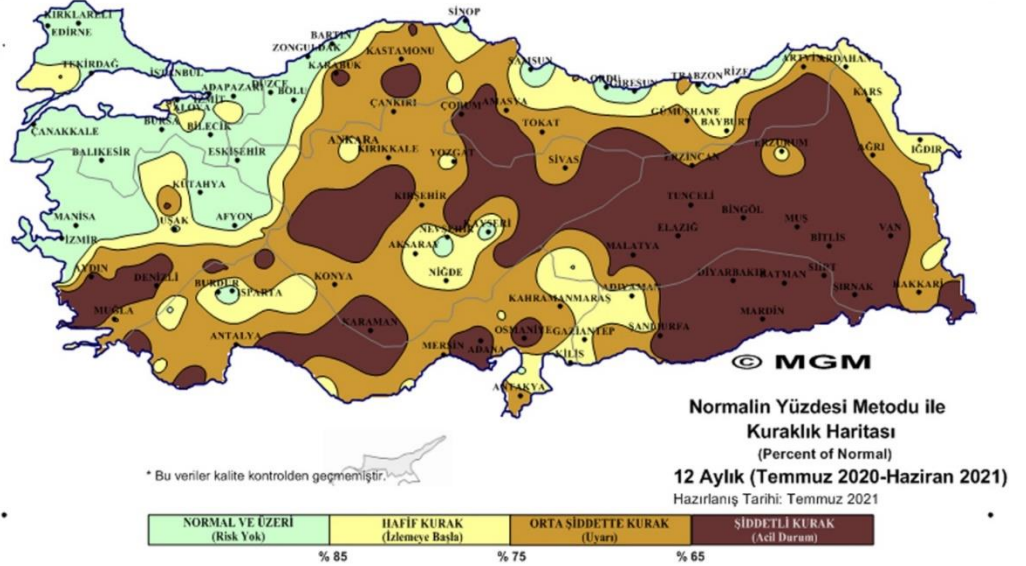 SİNOP
KIRKLARELİ
EDİRNE
BARTIN
ZONGULDAK
KASTAMONU
TEKİRDAĞ
İSTANBUL
KARABÜK
SAMSUN
ORDU
GİRESUN
TRABZON
RİZE
ARTVİN
ARDAHAN
DÜZCE
ADAPAZARI
BOLU
İZMİT
YALOVA
KARS
ÇANKIRI
ÇORUM
AMASYA
BURSA
BİLECİK
TOKAT
GÜMÜŞHANE
BAYBURT
ÇANAKKALE
ANKARA
KIRIKKALE
YOZGAT
SİVAS
ERZİNCAN
ERZURUM
AĞRI
IĞDIR
BALIKESİR
ESKİŞEHİR
KÜTAHYA
KIRŞEHİR
TUNCELİ
BİNGÖL
MUŞ
MANİSA
UŞAK
AFYON
NEVŞEHİR
KAYSERİ
ELAZIĞ
BİTLİS
VAN
İZMİR
AKSARAY
MALATYA
AYDIN
DENİZLİ
BURDUR
ISPARTA
KONYA
NİĞDE
ADIYAMAN
DİYARBAKIR
BATMAN
SİİRT
ŞIRNAK
HAKKARİ
KAHRAMANMARAŞ
MUĞLA
ANTALYA
KARAMAN
MERSİN
ADANA
OSMANİYE
GAZİANTEP
ŞANLIURFA
MARDİN
KİLİS
ANTAKYA
© MGM
Normalin Yüzdesi Metodu ile
Kuraklık Haritası
(Percent of Normal)
12 Aylık (Temmuz 2020-Haziran 2021)
Hazırlanış Tarihi: Temmuz 2021
* Bu veriler kalite kontrolden geçmemiştir.
NORMAL VE ÜZERİ
(Risk Yok)
HAFİF KURAK
(İzlemeye Başla)
ORTA ŞİDDETTE KURAK
(Uyarı)
ŞİDDETLİ KURAK
(Acil Durum)
% 85
% 75
% 65